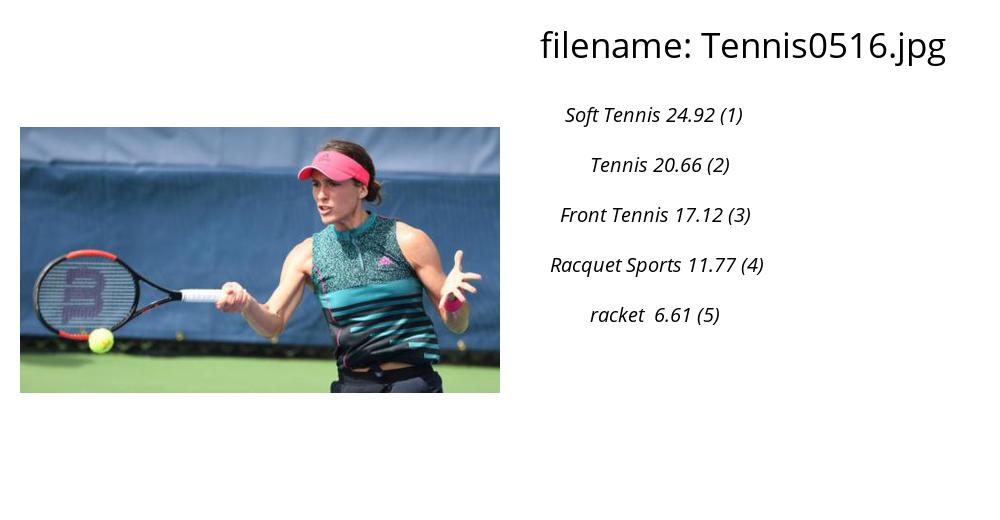 filename: Tennis0516.jpg
Soft Tennis 24.92 (1)
Tennis 20.66 (2)
Front Tennis 17.12 (3)
Racquet Sports 11.77 (4)
racket 6.61 (5)